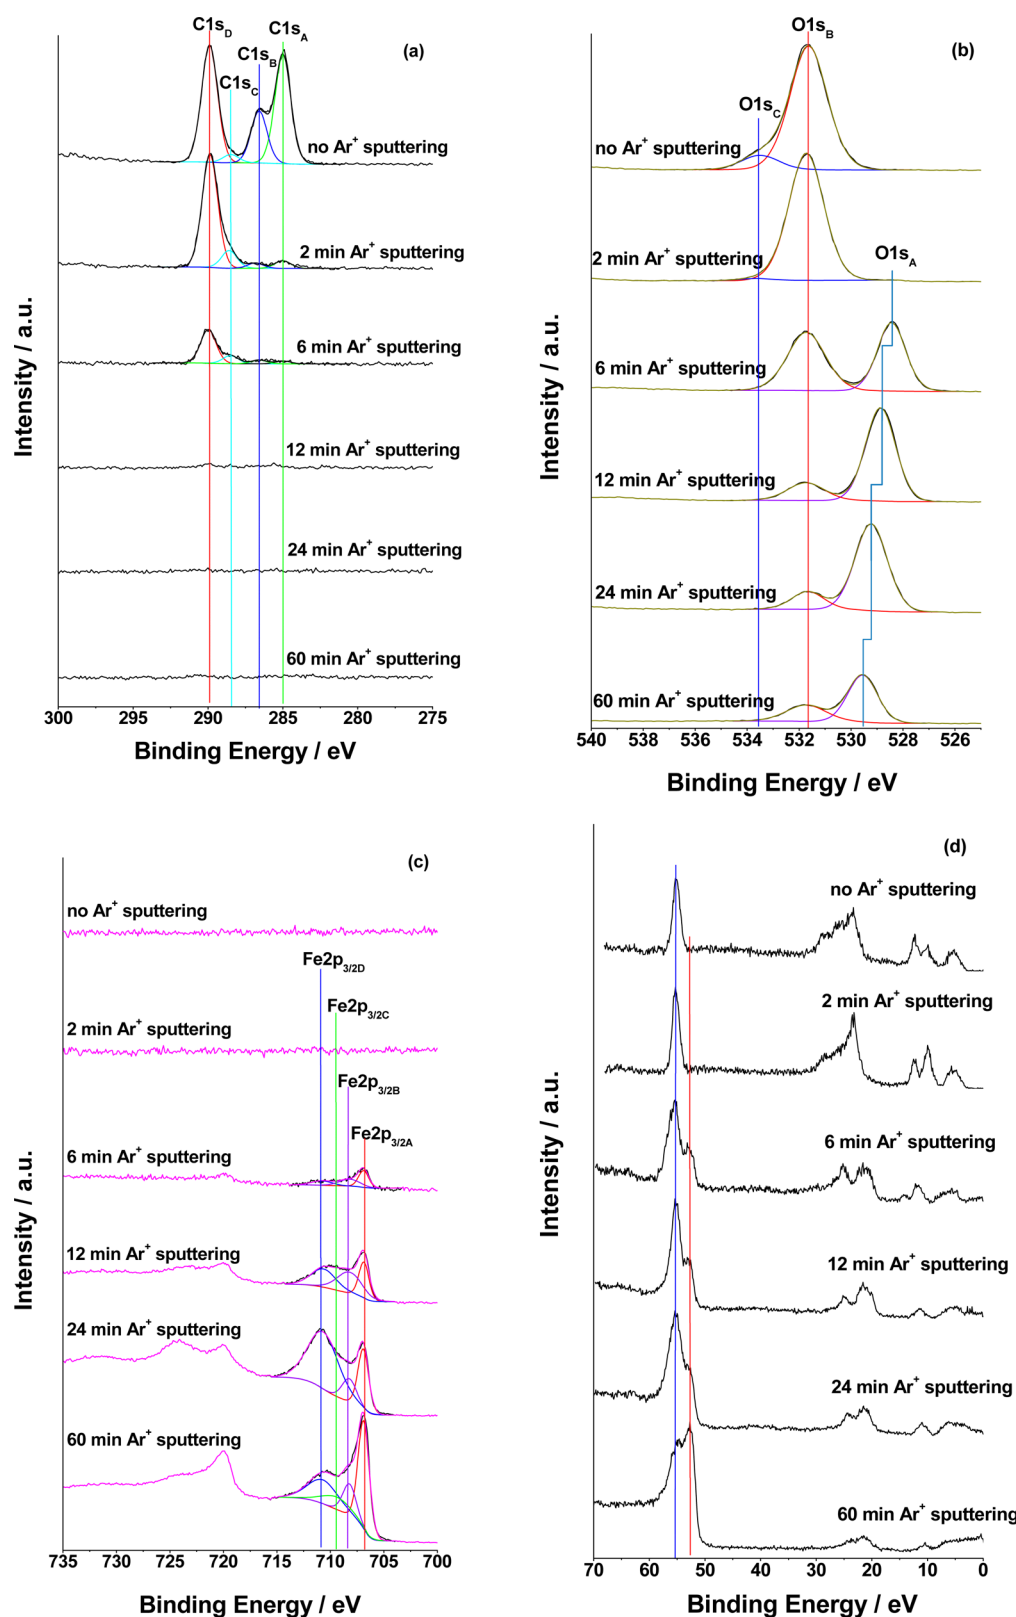 C1s_D
C1s_A
C1s_B
C1s_C
(a)
no Ar⁺ sputtering
2 min Ar⁺ sputtering
6 min Ar⁺ sputtering
12 min Ar⁺ sputtering
24 min Ar⁺ sputtering
60 min Ar⁺ sputtering
Intensity / a.u.
300 295 290 285 280 275
Binding Energy / eV
O1s_B
(b)
O1s_C
no Ar⁺ sputtering
2 min Ar⁺ sputtering
O1s_A
6 min Ar⁺ sputtering
12 min Ar⁺ sputtering
24 min Ar⁺ sputtering
60 min Ar⁺ sputtering
Intensity / a.u.
540 538 536 534 532 530 528 526
Binding Energy / eV
(c)
no Ar⁺ sputtering
Fe2p_3/2D
Fe2p_3/2C
2 min Ar⁺ sputtering
Fe2p_3/2B
Fe2p_3/2A
6 min Ar⁺ sputtering
12 min Ar⁺ sputtering
24 min Ar⁺ sputtering
60 min Ar⁺ sputtering
Intensity / a.u.
735 730 725 720 715 710 705 700
Binding Energy / eV
(d)
no Ar⁺ sputtering
2 min Ar⁺ sputtering
6 min Ar⁺ sputtering
12 min Ar⁺ sputtering
24 min Ar⁺ sputtering
60 min Ar⁺ sputtering
Intensity / a.u.
70 60 50 40 30 20 10 0
Binding Energy / eV